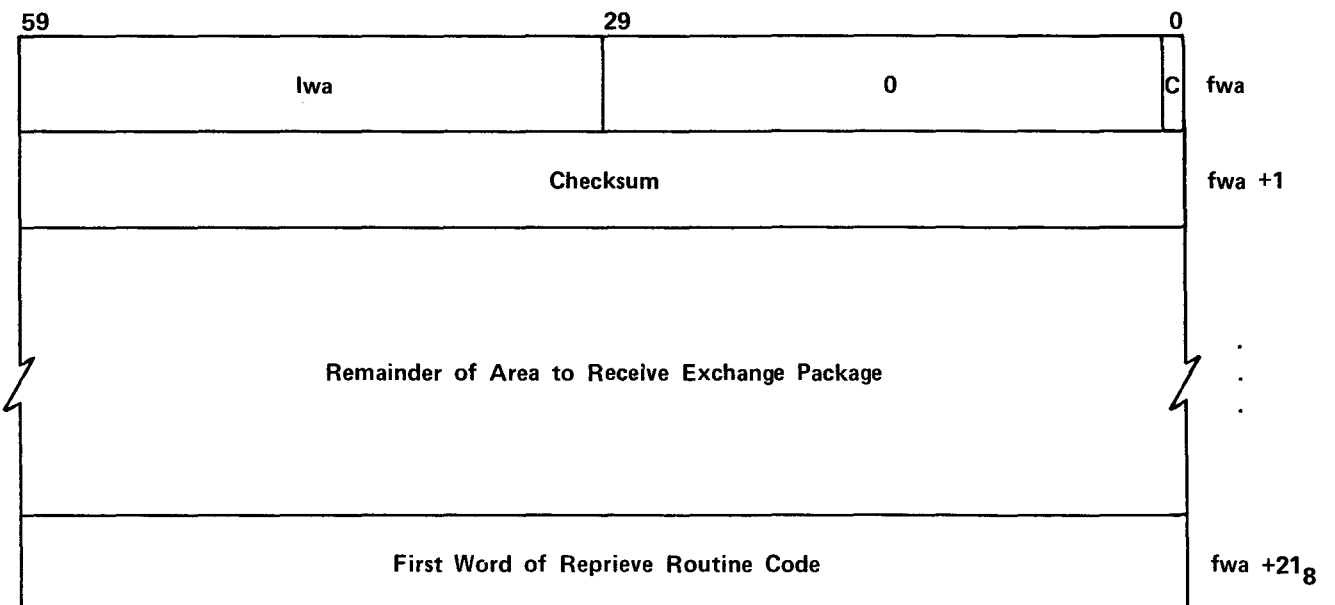 59 29 0
lwa 0 C fwa
Checksum fwa +1
Remainder of Area to Receive Exchange Package
First Word of Reprieve Routine Code fwa +21₈